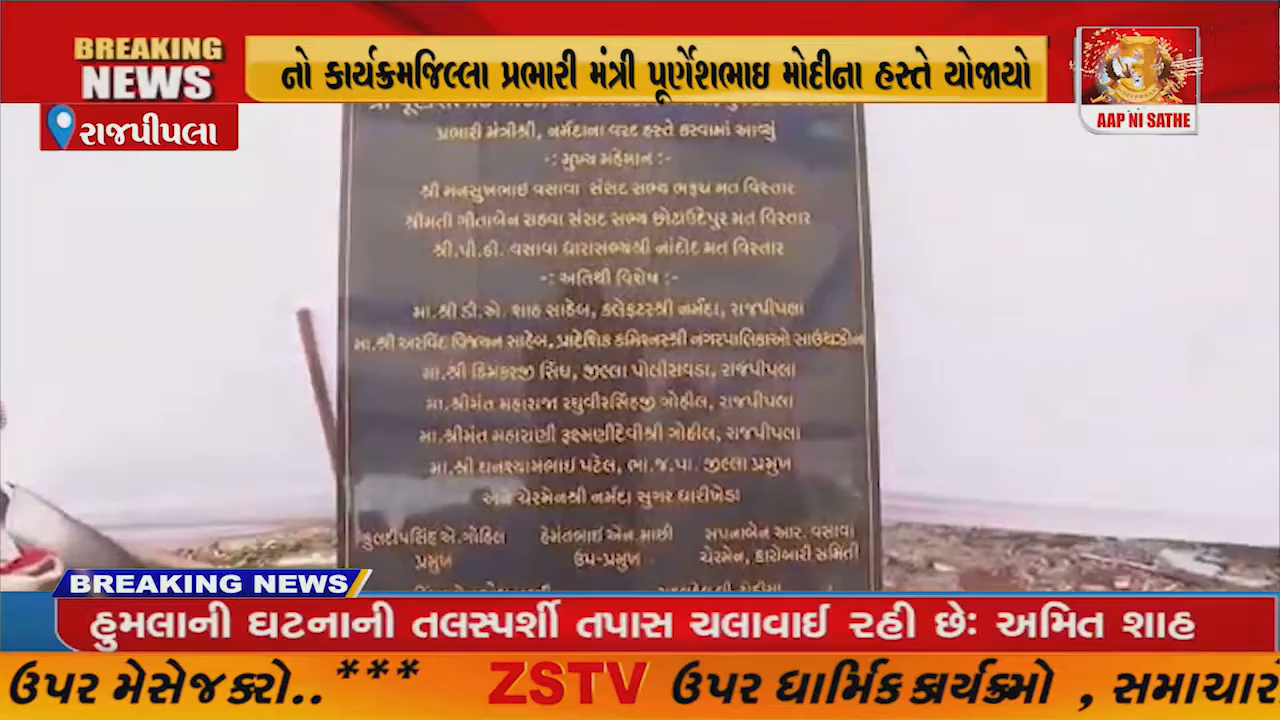 BREAKING
NEWS
નો કાર્યક્રમજિલ્લા પ્રભારી મંત્રી પૂર્ણેશભાઇ મોદીના હસ્તે યોજાયો
AAP NI SATHE
રાજપીપલા
પ્રભારી મંત્રીશ્રી, નર્મદાના વરદ હસ્તે કરવામાં આવ્યું
-: મુખ્ય મહેમાન :-
શ્રી મનસુખભાઇ વસાવા સંસદ સભ્ય ભરૂચ મત વિસ્તાર
શ્રીમતી ગીતાબેન રાઠવા સંસદ સભ્ય છોટાઉદેપુર મત વિસ્તાર
શ્રી.પી.ડી. વસાવા ધારાસભ્યશ્રી નાંદોદ મત વિસ્તાર
-: અતિથી વિશેષ :-
મા.શ્રી ડી.એ. શાહ સાહેબ, કલેકટરશ્રી નર્મદા, રાજપીપલા
મા.શ્રી અરવિંદ વિજયન સાહેબ, પ્રાદેશિક કમિશ્નરશ્રી નગરપાલિકાઓ સાઉથઝોન
મા.શ્રી હિમકરજી સિંધ, જીલ્લા પોલીસવડા, રાજપીપલા
મા.શ્રીમંત મહારાજા રઘુવીરસિંહજી ગોહીલ, રાજપીપલા
મા.શ્રીમંત મહારાણી રૂક્મણીદેવીશ્રી ગોહીલ, રાજપીપલા
મા.શ્રી ઘનશ્યામભાઈ પટેલ, ભા.જ.પા. જીલ્લા પ્રમુખ
અને ચેરમેનશ્રી નર્મદા સુગર ધારીખેડા
કુલદીપસિંહ એ.ગોહિલ હેમંતભાઇ એન.માછી સપનાબેન આર. વસાવા
પ્રમુખ ઉપ-પ્રમુખ ચેરમેન, કારોબારી સમિતી
BREAKING NEWS
હુમલાની ઘટનાની તલસ્પર્શી તપાસ ચલાવાઈ રહી છેઃ અમિત શાહ
ઉપર મેસેજ કરો.. *** ZSTV ઉપર ધાર્મિક કાર્યક્રમો , સમાચાર